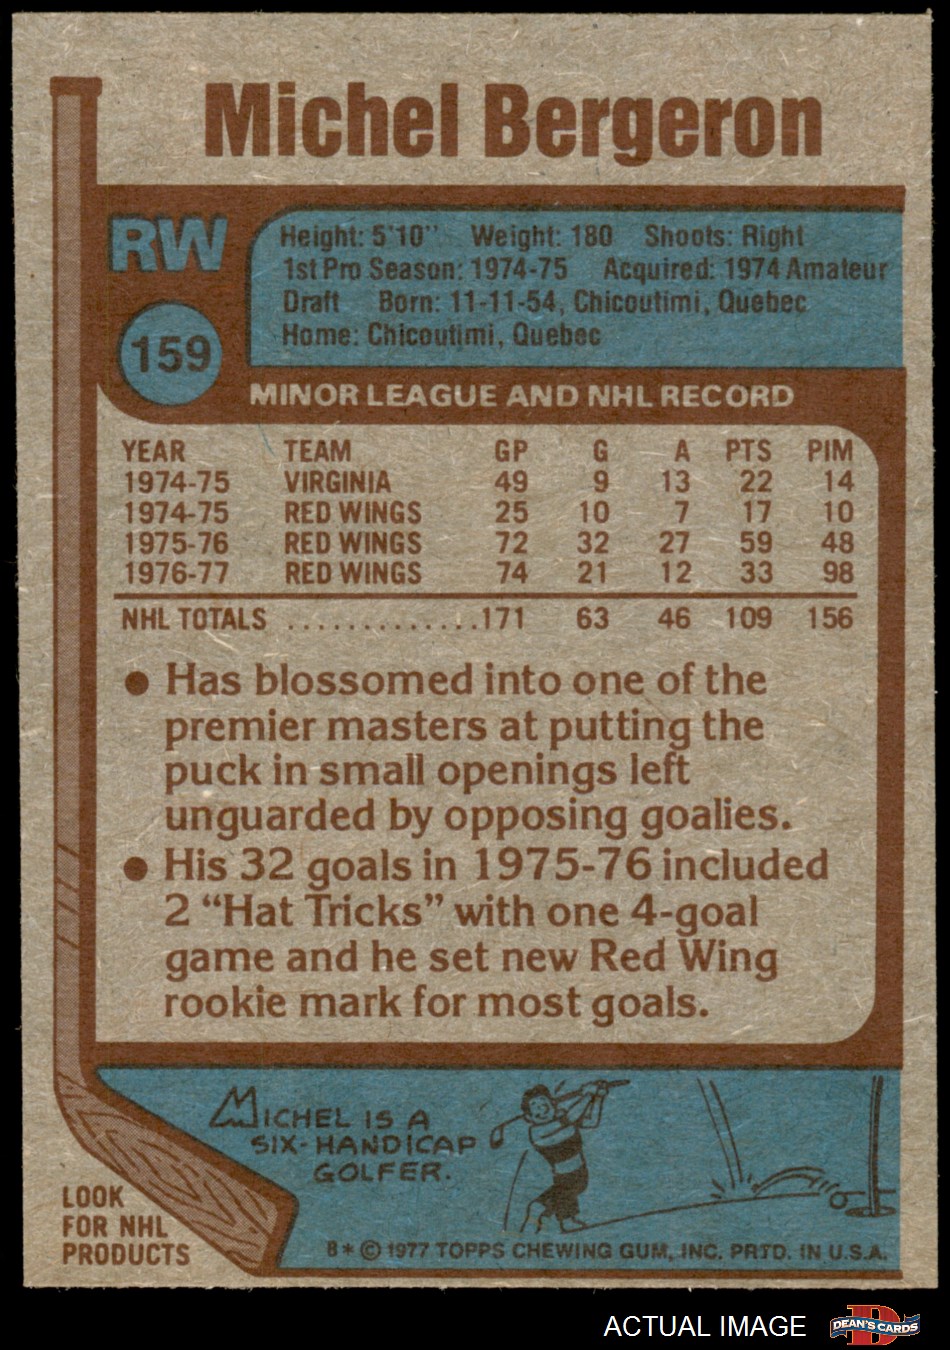 Michel Bergeron
RW
159
Height: 5'10" Weight: 180 Shoots: Right
1st Pro Season: 1974-75 Acquired: 1974 Amateur
Draft Born: 11-11-54, Chicoutimi, Quebec
Home: Chicoutimi, Quebec
MINOR LEAGUE AND NHL RECORD
YEAR TEAM GP G A PTS PIM
1974-75 VIRGINIA 49 9 13 22 14
1974-75 RED WINGS 25 10 7 17 10
1975-76 RED WINGS 72 32 27 59 48
1976-77 RED WINGS 74 21 12 33 98
NHL TOTALS ..............171 63 46 109 156
● Has blossomed into one of the
premier masters at putting the
puck in small openings left
unguarded by opposing goalies.
● His 32 goals in 1975-76 included
2 “Hat Tricks” with one 4-goal
game and he set new Red Wing
rookie mark for most goals.
MICHEL IS A
SIX-HANDICAP
GOLFER.
LOOK
FOR NHL
PRODUCTS
8* © 1977 TOPPS CHEWING GUM, INC. PRTD. IN U.S.A.
ACTUAL IMAGE
D
DEAN'S CARDS